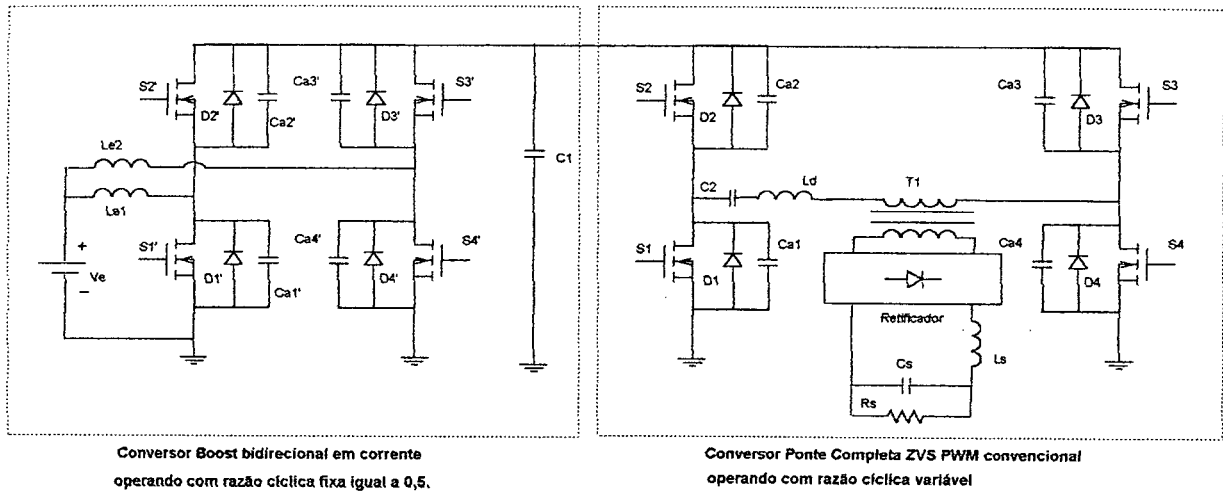 S2'
Ca3'
S3'
D2'
Ca2'
D3'
Le2
Le1
C1
S1'
Ca4'
S4'
D1'
Ca1'
D4'
+
Ve
−
S2
Ca2
Ca3
S3
D2
D3
C2
Ld
T1
S1
Ca1
Ca4
S4
D1
D4
Retificador
Ls
Cs
Rs
Conversor Boost bidirecional em corrente
operando com razão cíclica fixa igual a 0,5.
Conversor Ponte Completa ZVS PWM convencional
operando com razão cíclica variável